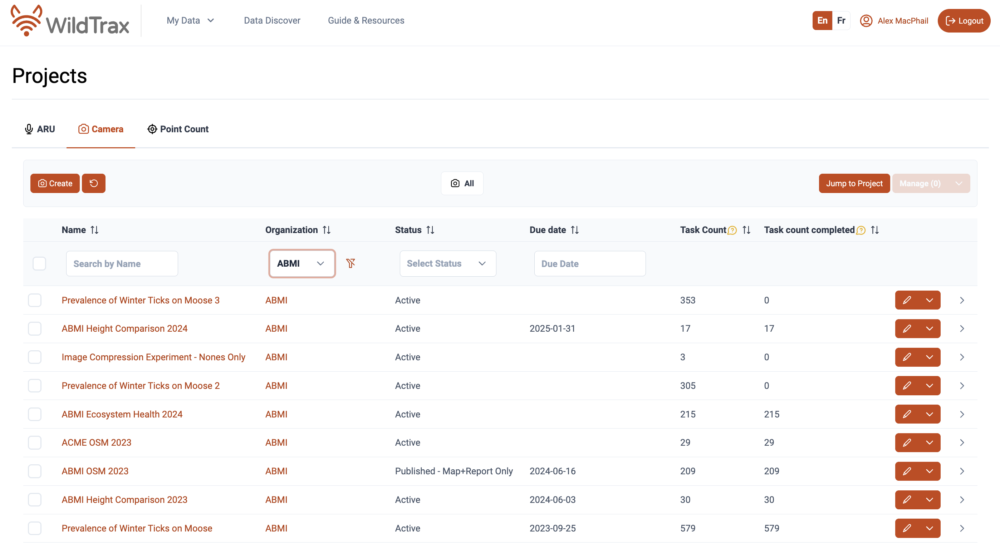 WildTrax My Data Data Discover Guide & Resources En Fr Alex MacPhail Logout
Projects
ARU Camera Point Count
Create All Jump to Project Manage (0)
Name Organization Status Due date Task Count ? Task count completed ?
Search by Name ABMI Select Status Due Date
Prevalence of Winter Ticks on Moose 3 ABMI Active 353 0
ABMI Height Comparison 2024 ABMI Active 2025-01-31 17 17
Image Compression Experiment - Nones Only ABMI Active 3 0
Prevalence of Winter Ticks on Moose 2 ABMI Active 305 0
ABMI Ecosystem Health 2024 ABMI Active 215 215
ACME OSM 2023 ABMI Active 29 29
ABMI OSM 2023 ABMI Published - Map+Report Only 2024-06-16 209 209
ABMI Height Comparison 2023 ABMI Active 2024-06-03 30 30
Prevalence of Winter Ticks on Moose ABMI Active 2023-09-25 579 579